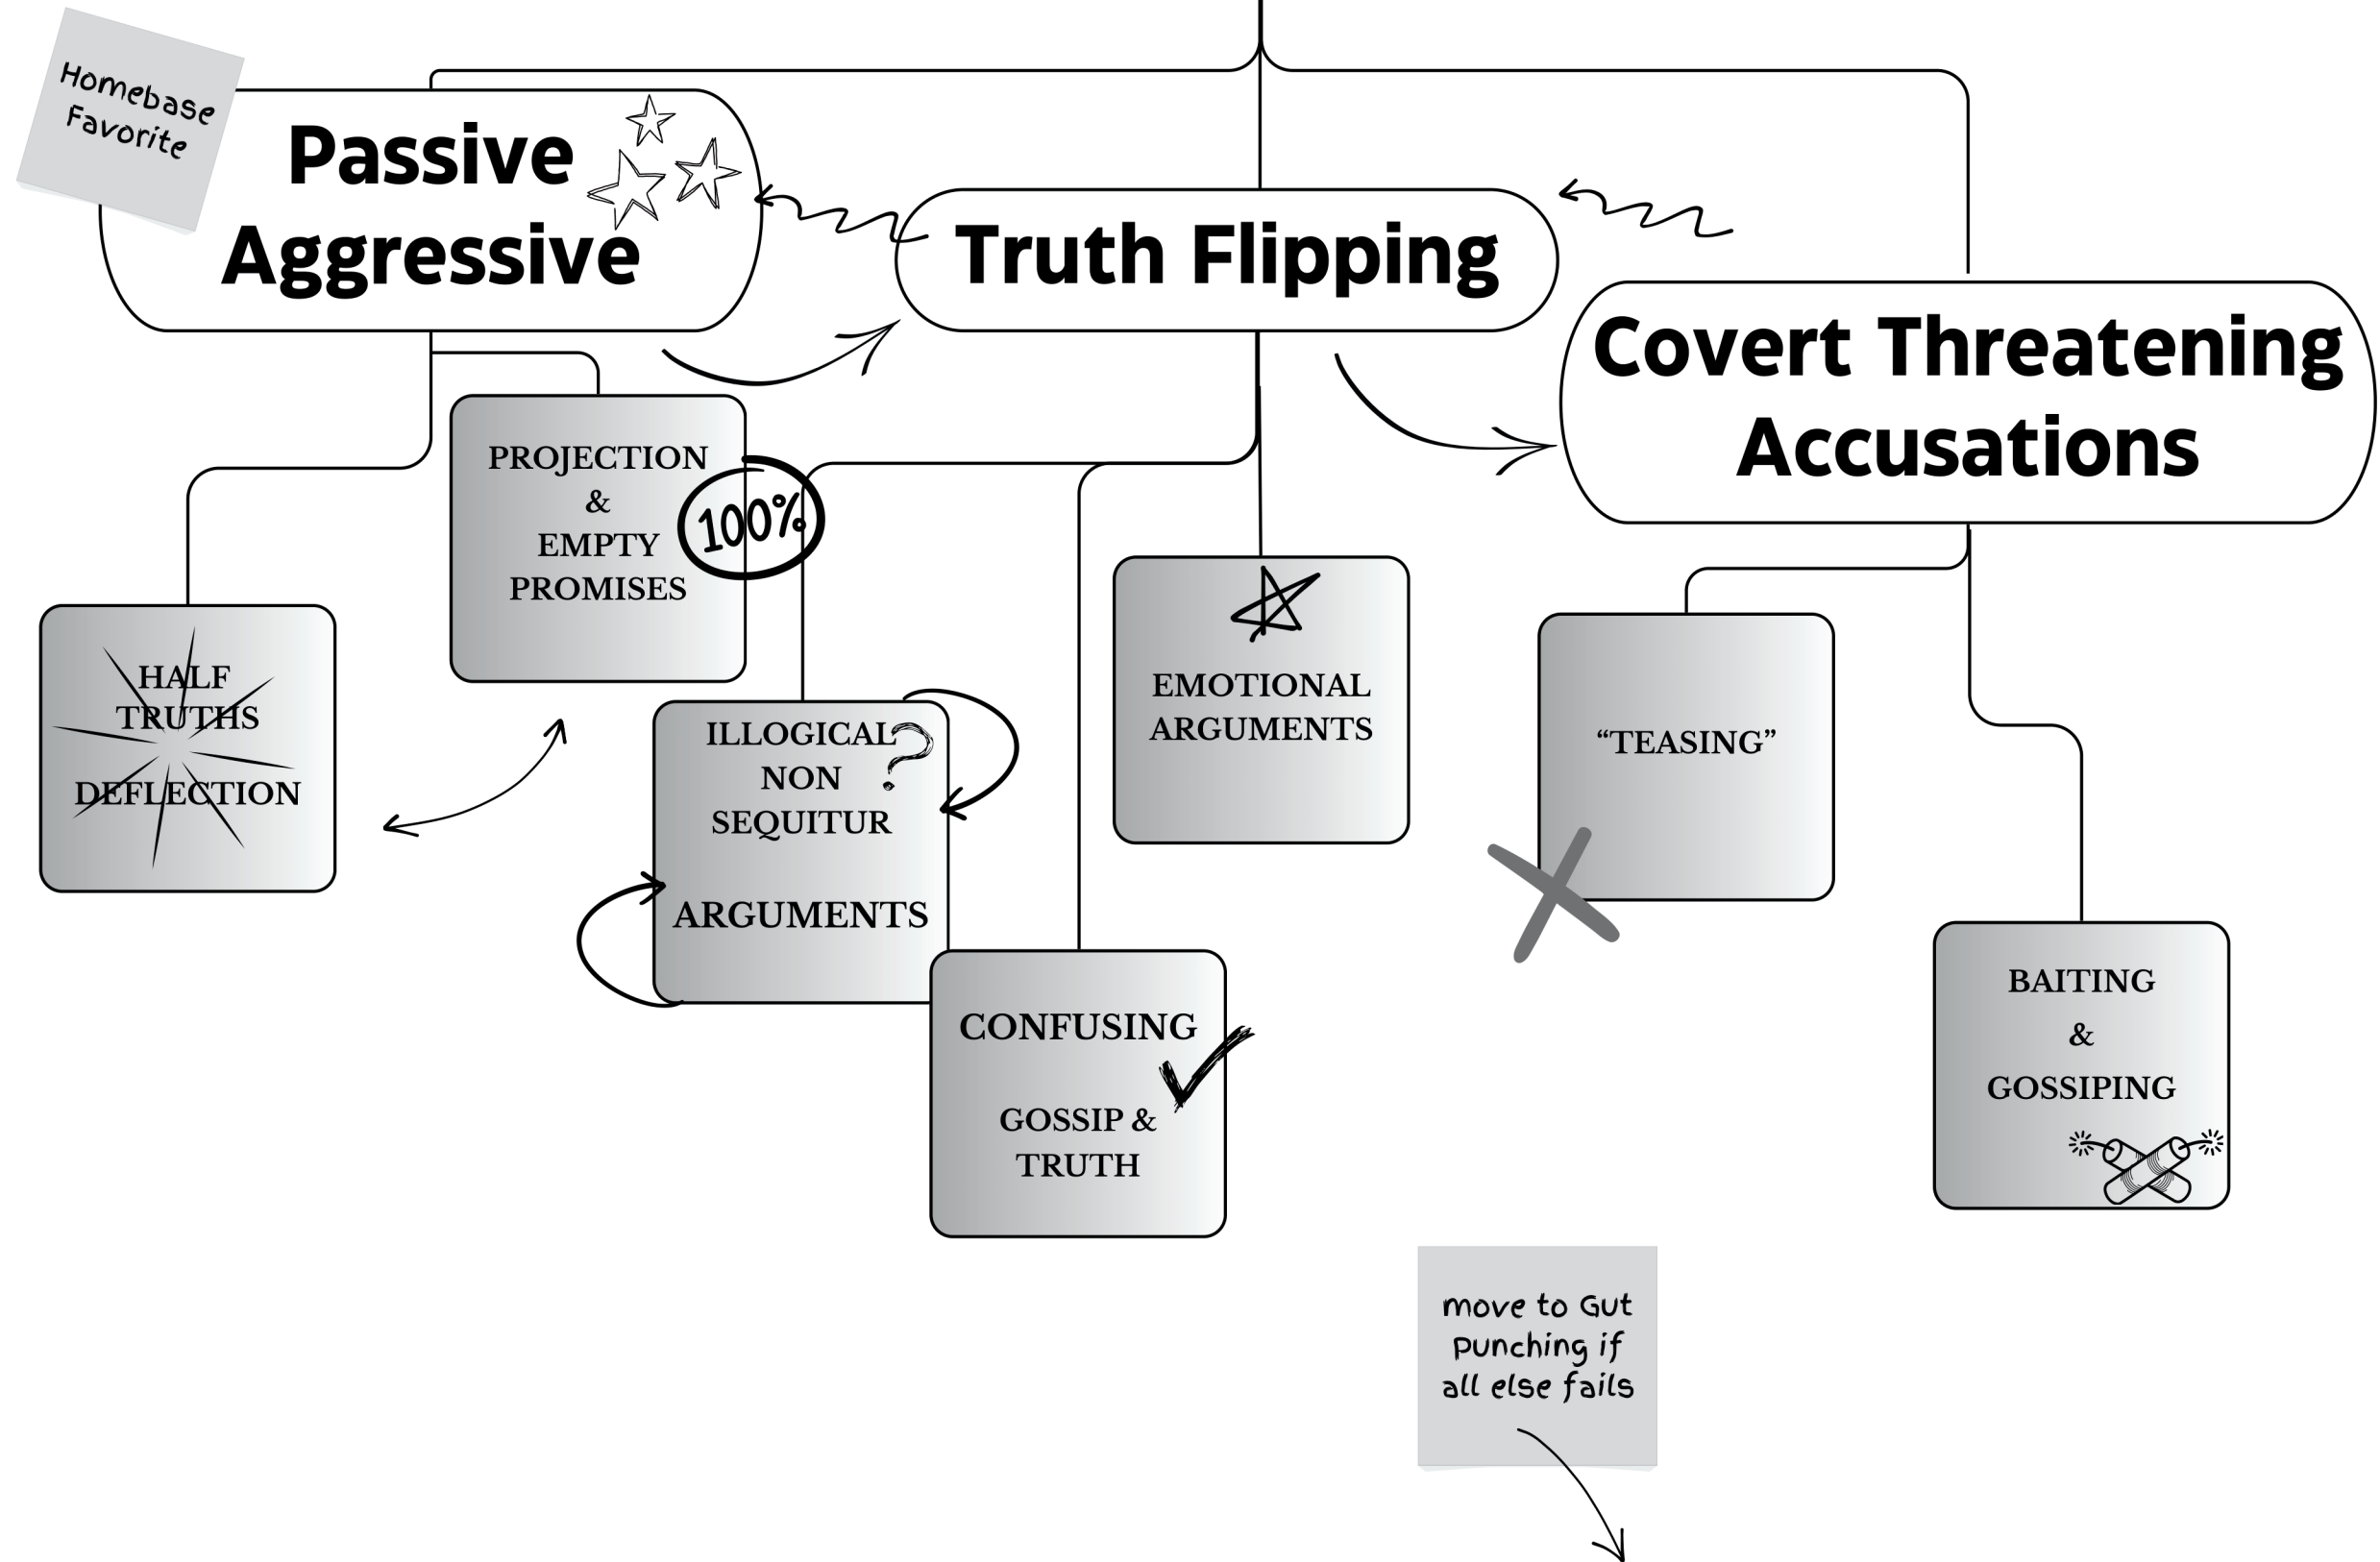 Homebase
Favorite
Passive
Aggressive
Truth Flipping
Covert Threatening
Accusations
PROJECTION
&
EMPTY
PROMISES
100%
HALF
TRUTHS
DEFLECTION
ILLOGICAL
NON
SEQUITUR
ARGUMENTS
?
EMOTIONAL
ARGUMENTS
“TEASING”
CONFUSING
GOSSIP &
TRUTH
BAITING
&
GOSSIPING
move to Gut
Punching if
all else fails